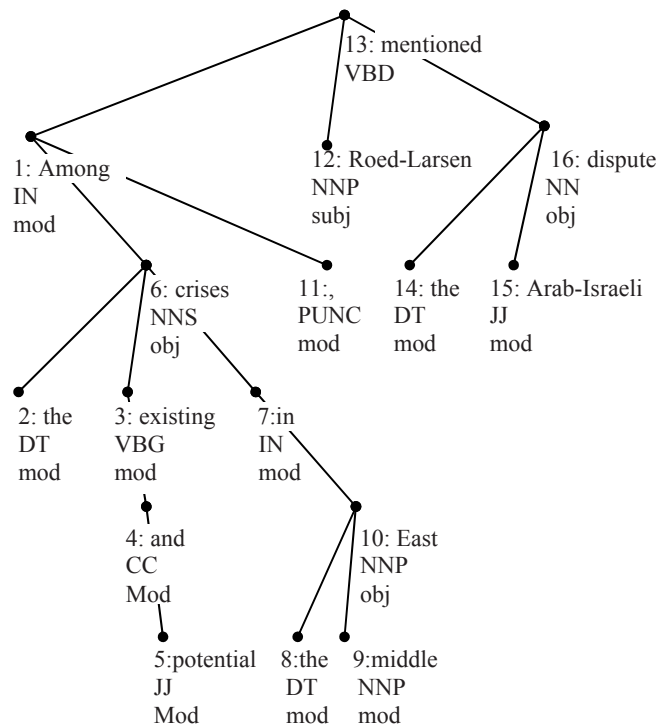 13: mentioned
VBD
1: Among
IN
mod
12: Roed-Larsen
NNP
subj
16: dispute
NN
obj
6: crises
NNS
obj
11:,
PUNC
mod
14: the
DT
mod
15: Arab-Israeli
JJ
mod
2: the
DT
mod
3: existing
VBG
mod
7:in
IN
mod
4: and
CC
Mod
10: East
NNP
obj
5:potential
JJ
Mod
8:the
DT
mod
9:middle
NNP
mod